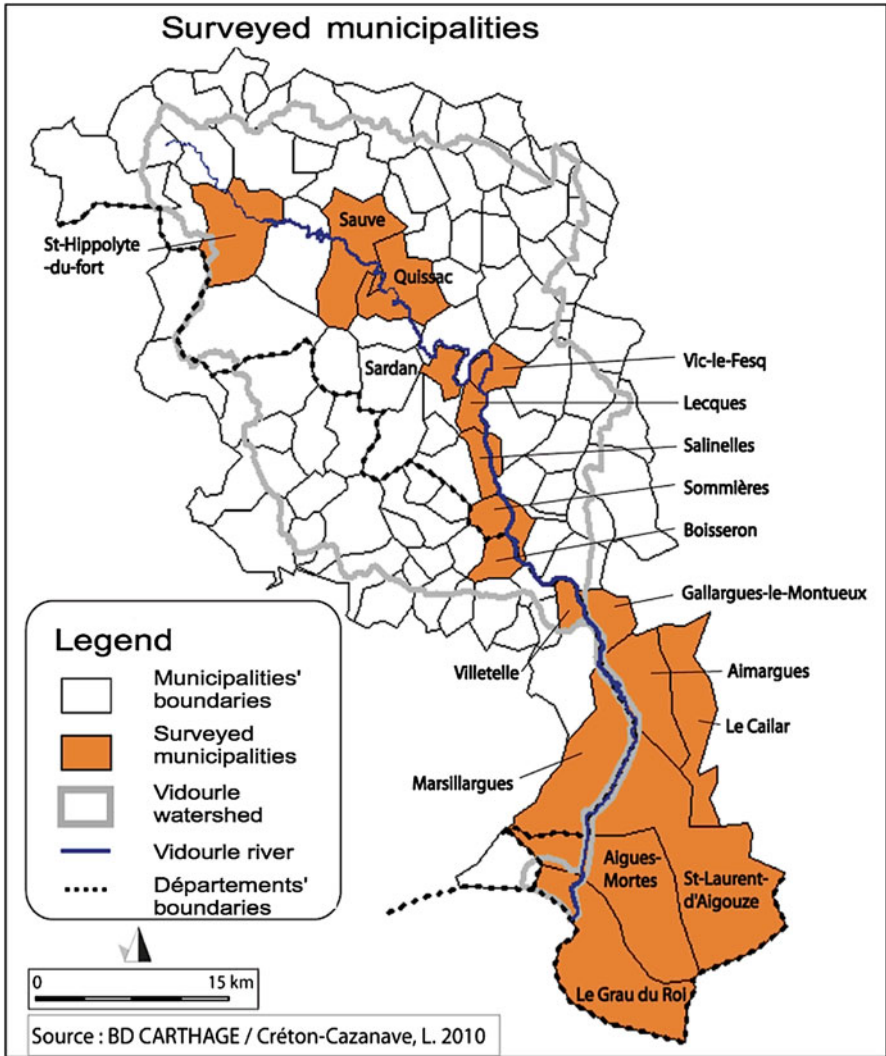 Surveyed municipalities
St-Hippolyte
-du-fort
Sauve
Quissac
Sardan
Vic-le-Fesq
Lecques
Salinelles
Sommières
Boisseron
Gallargues-le-Montueux
Villetelle
Aimargues
Le Cailar
Marsillargues
Aigues-
Mortes
St-Laurent-
d'Aigouze
Le Grau du Roi
Legend
Municipalities'
boundaries
Surveyed
municipalities
Vidourle
watershed
Vidourle river
Départements'
boundaries
0 15 km
Source : BD CARTHAGE / Créton-Cazanave, L. 2010